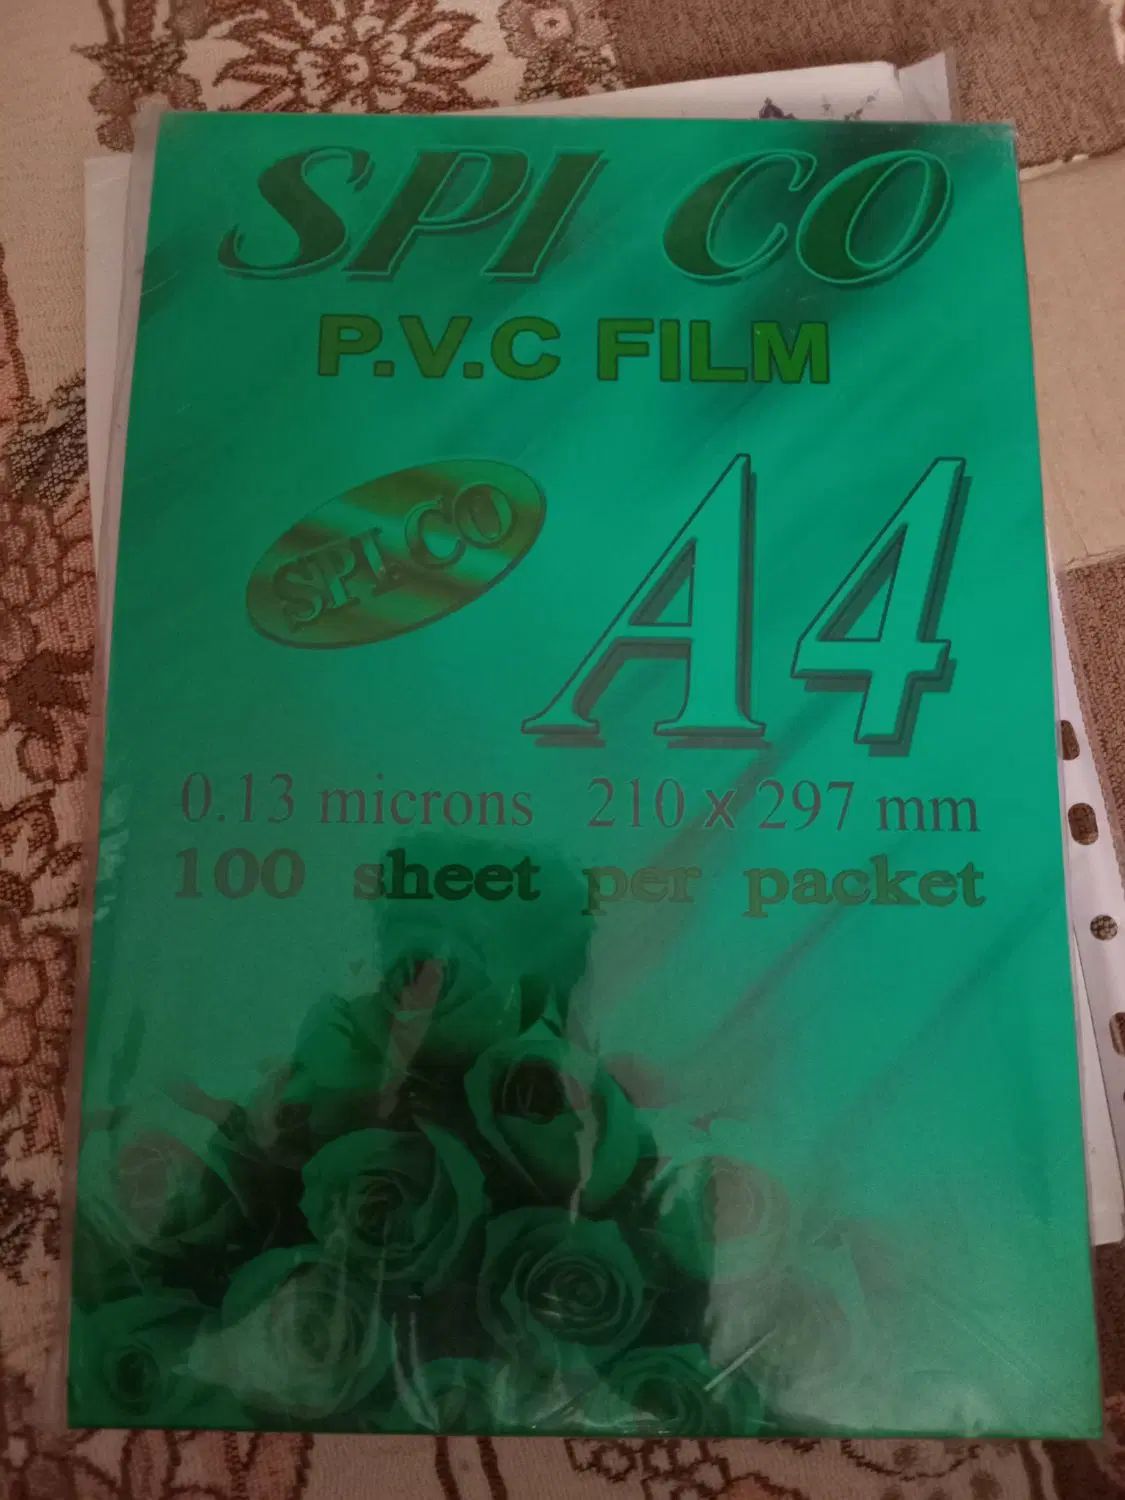 SPI CO
P.V.C FILM
SPI.CO
A4
0.13 microns 210 x 297 mm
100 sheet per packet